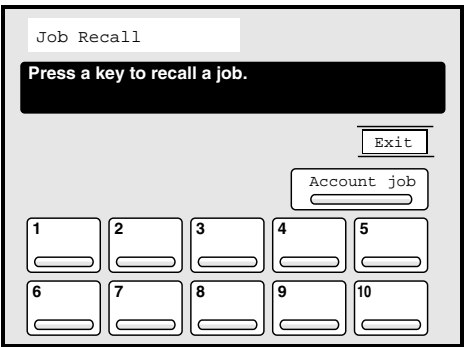 Job Recall
Press a key to recall a job.
Exit
Account job
1 2 3 4 5
6 7 8 9 10